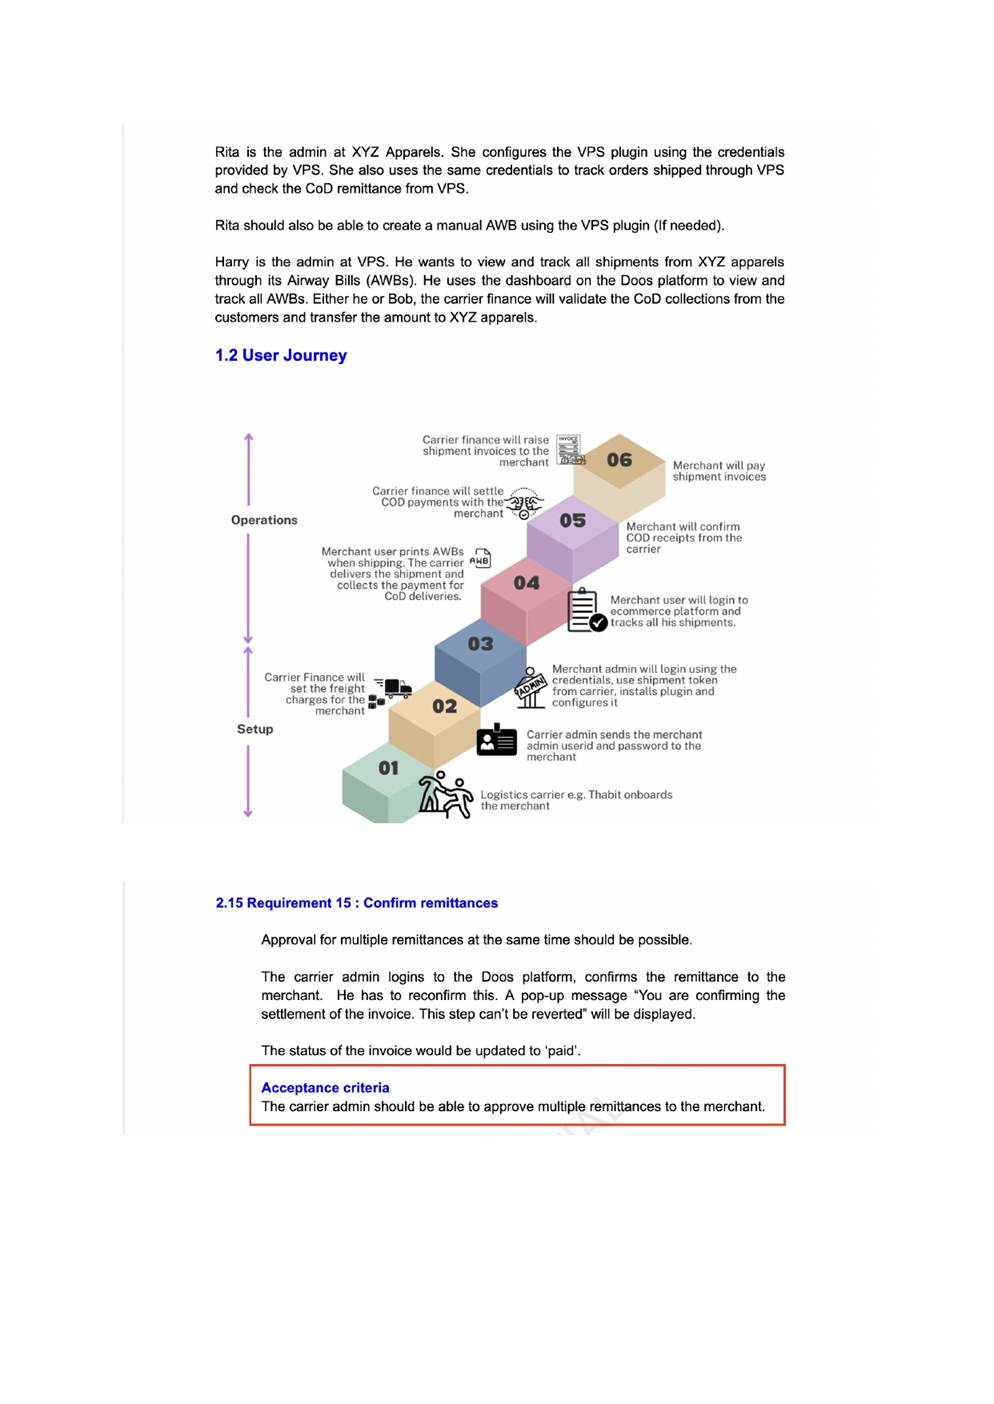 Rita is the admin at XYZ Apparels. She configures the VPS plugin using the credentials
provided by VPS. She also uses the same credentials to track orders shipped through VPS
and check the CoD remittance from VPS.
Rita should also be able to create a manual AWB using the VPS plugin (If needed).
Harry is the admin at VPS. He wants to view and track all shipments from XYZ apparels
through its Airway Bills (AWBs). He uses the dashboard on the Doos platform to view and
track all AWBs. Either he or Bob, the carrier finance will validate the CoD collections from the
customers and transfer the amount to XYZ apparels.
1.2 User Journey
Carrier finance will raise
shipment invoices to the
merchant
INVOICE
06
Merchant will pay
shipment invoices
Carrier finance will settle
COD payments with the
merchant
05
Merchant will confirm
COD receipts from the
carrier
Operations
Merchant user prints AWBs
when shipping. The carrier
delivers the shipment and
collects the payment for
CoD deliveries.
AWB
04
Merchant user will login to
ecommerce platform and
tracks all his shipments.
03
Merchant admin will login using the
credentials, use shipment token
from carrier, installs plugin and
configures it
ADMIN
Carrier Finance will
set the freight
charges for the
merchant
02
Setup
Carrier admin sends the merchant
admin userid and password to the
merchant
01
Logistics carrier e.g. Thabit onboards
the merchant
2.15 Requirement 15 : Confirm remittances
Approval for multiple remittances at the same time should be possible.
The carrier admin logins to the Doos platform, confirms the remittance to the
merchant. He has to reconfirm this. A pop-up message “You are confirming the
settlement of the invoice. This step can’t be reverted” will be displayed.
The status of the invoice would be updated to ‘paid’.
Acceptance criteria
The carrier admin should be able to approve multiple remittances to the merchant.